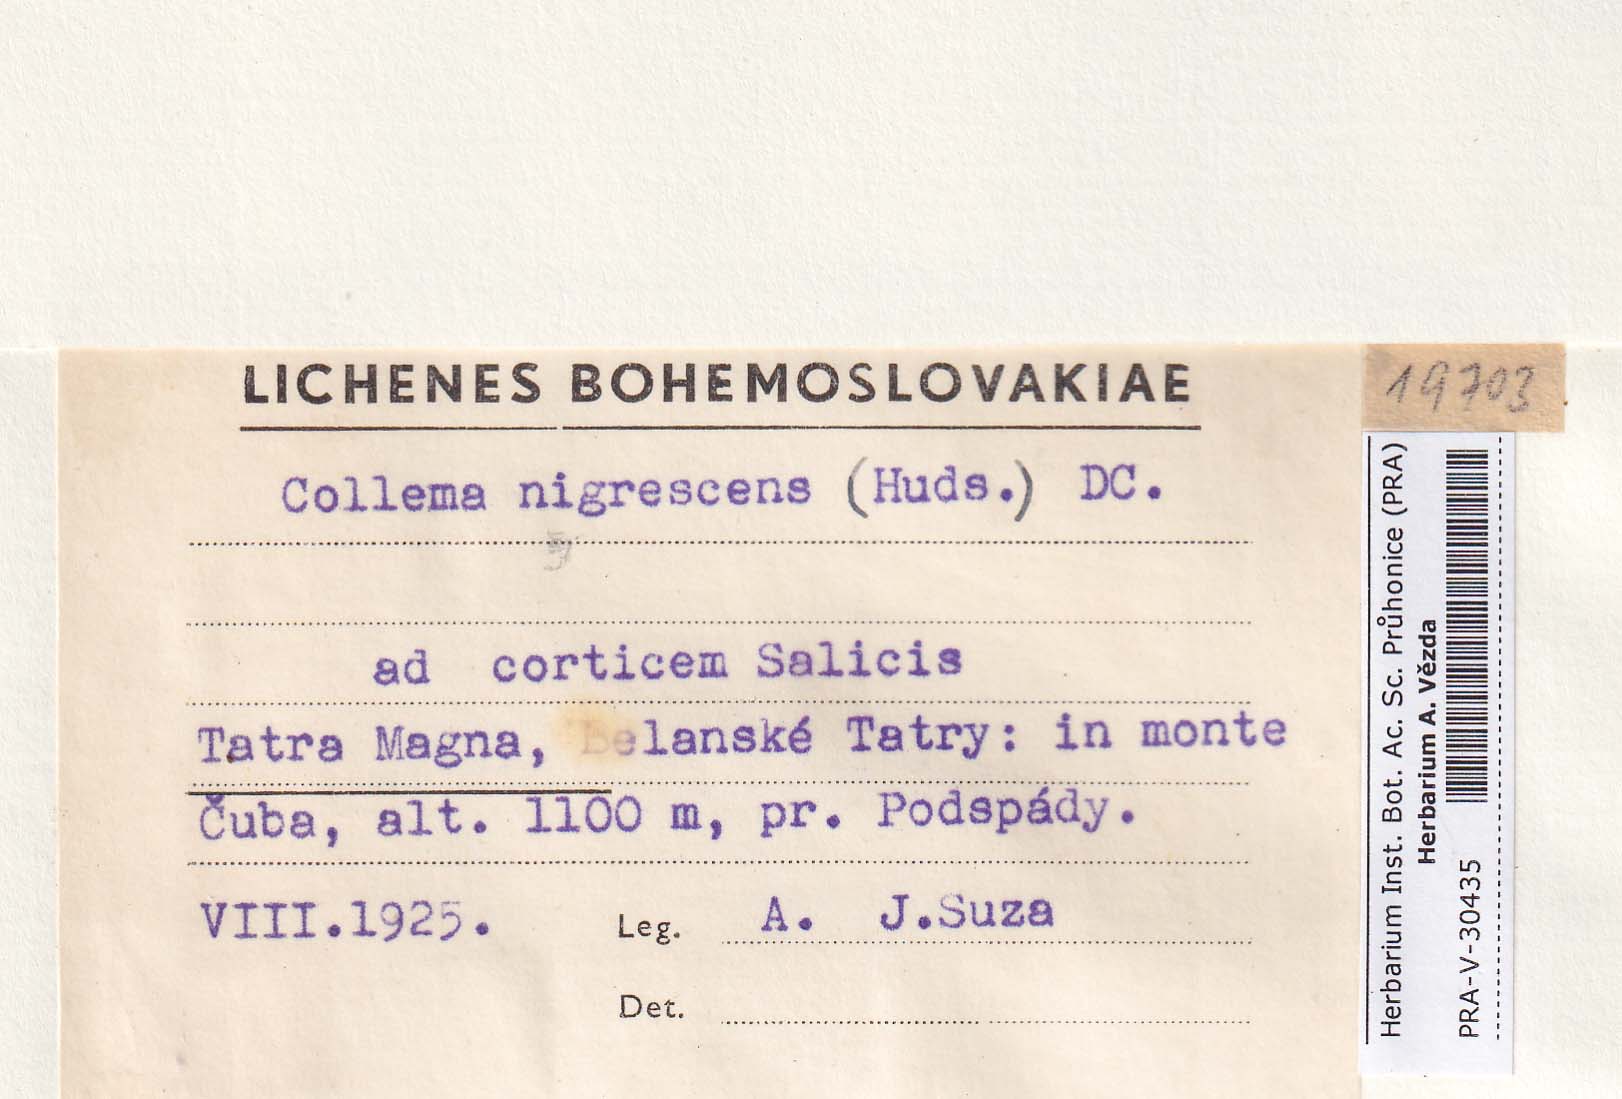 LICHENES BOHEMOSLOVAKIAE
Collema nigrescens (Huds.) DC.
ad corticem Salicis
Tatra Magna, Belanské Tatry: in monte
Čuba, alt. 1100 m, pr. Podspády.
VIII.1925. Leg. A. J.Suza
Det.
19703
Herbarium Inst. Bot. Ac. Sc. Průhonice (PRA)
Herbarium A. Vězda
PRA-V-30435